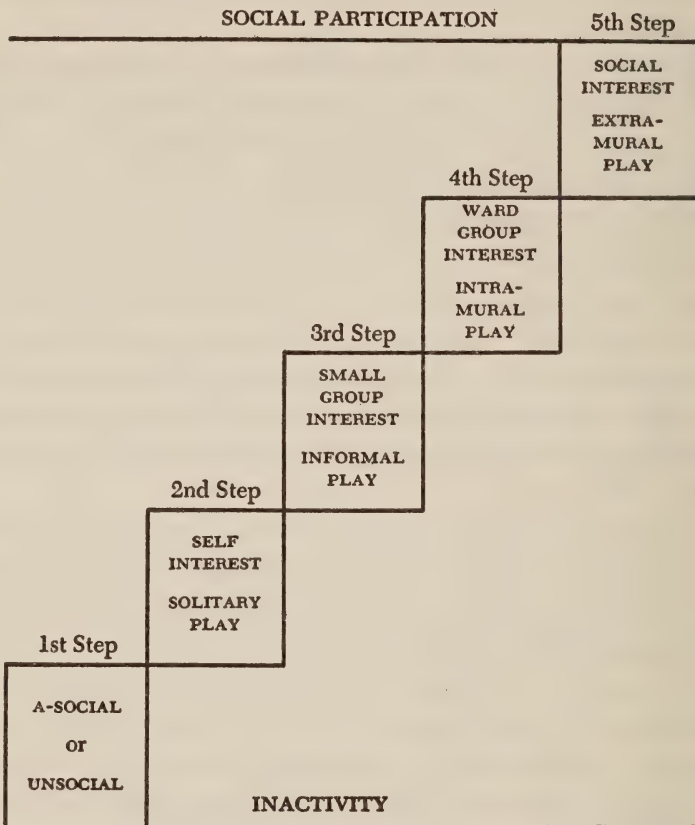 SOCIAL PARTICIPATION
5th Step
SOCIAL
INTEREST
EXTRA-
MURAL
PLAY
4th Step
WARD
GROUP
INTEREST
INTRA-
MURAL
PLAY
3rd Step
SMALL
GROUP
INTEREST
INFORMAL
PLAY
2nd Step
SELF
INTEREST
SOLITARY
PLAY
1st Step
A-SOCIAL
or
UNSOCIAL
INACTIVITY